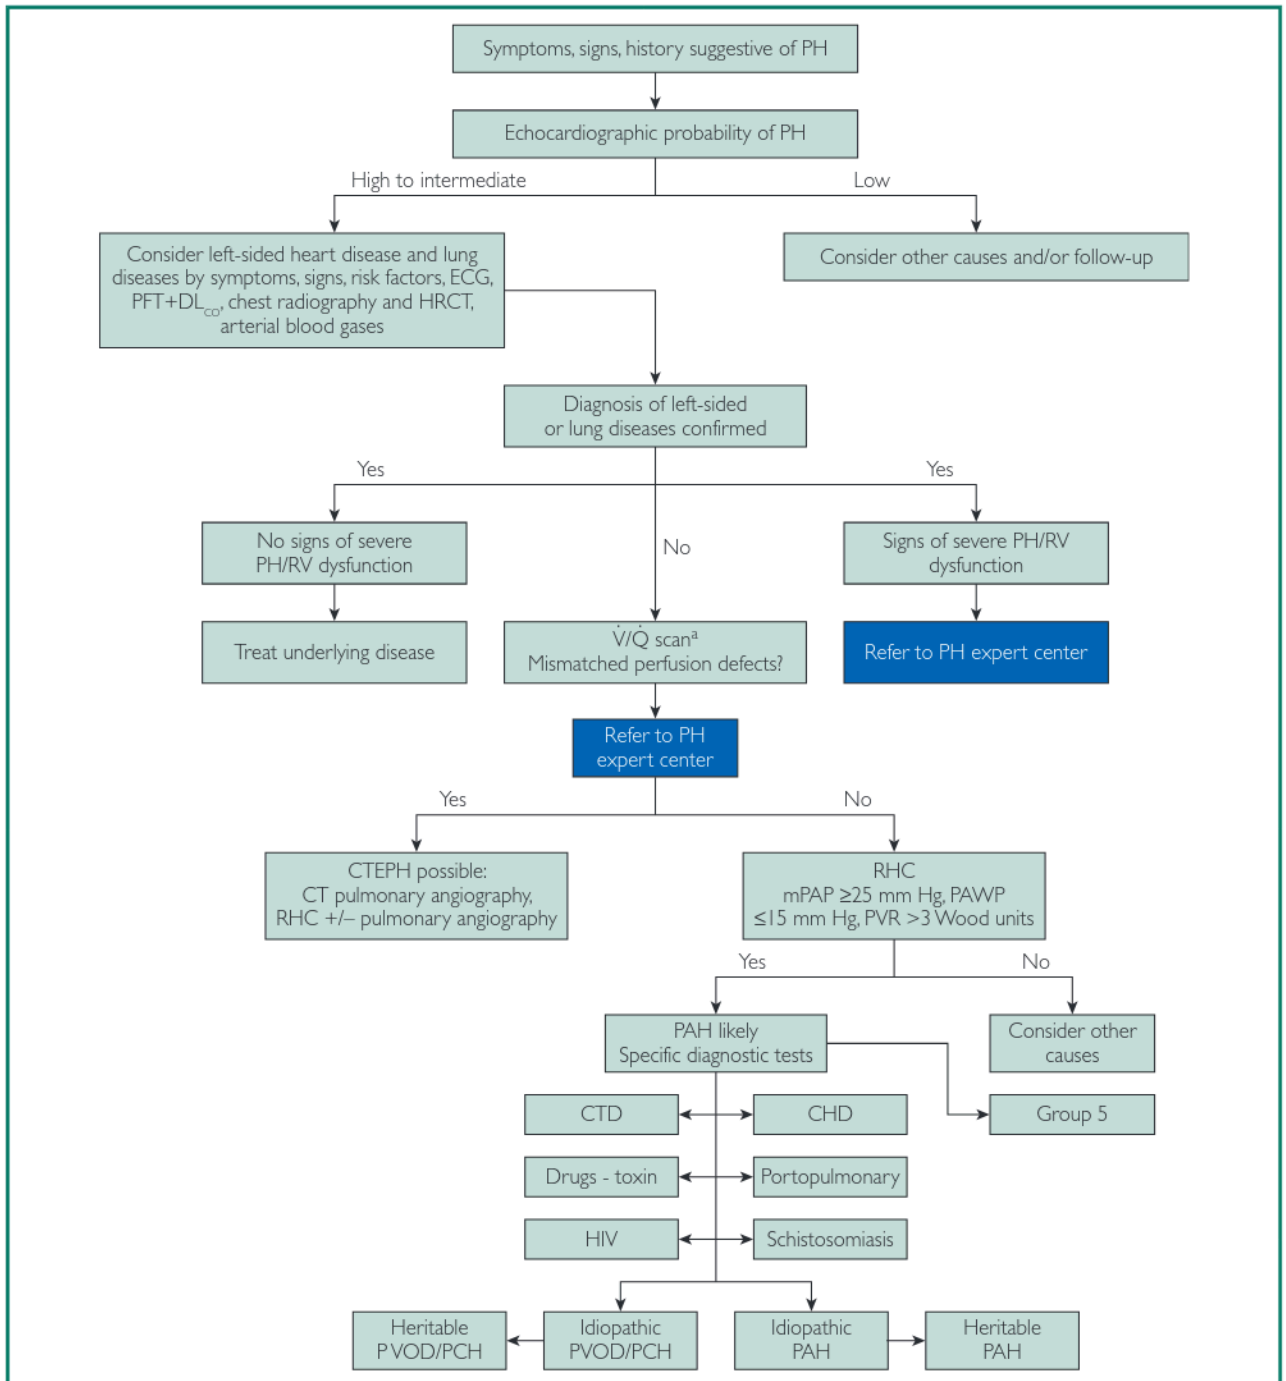 Symptoms, signs, history suggestive of PH
Echocardiographic probability of PH
High to intermediate
Low
Consider left-sided heart disease and lung
diseases by symptoms, signs, risk factors, ECG,
PFT+DLCO, chest radiography and HRCT,
arterial blood gases
Consider other causes and/or follow-up
Diagnosis of left-sided
or lung diseases confirmed
Yes
Yes
No signs of severe
PH/RV dysfunction
No
Signs of severe PH/RV
dysfunction
Treat underlying disease
V̇/Q̇ scanᵃ
Mismatched perfusion defects?
Refer to PH expert center
Refer to PH
expert center
Yes
No
CTEPH possible:
CT pulmonary angiography,
RHC +/– pulmonary angiography
RHC
mPAP ≥25 mm Hg, PAWP
≤15 mm Hg, PVR >3 Wood units
Yes
No
PAH likely
Specific diagnostic tests
Consider other
causes
CTD
CHD
Group 5
Drugs - toxin
Portopulmonary
HIV
Schistosomiasis
Heritable
PVOD/PCH
Idiopathic
PVOD/PCH
Idiopathic
PAH
Heritable
PAH